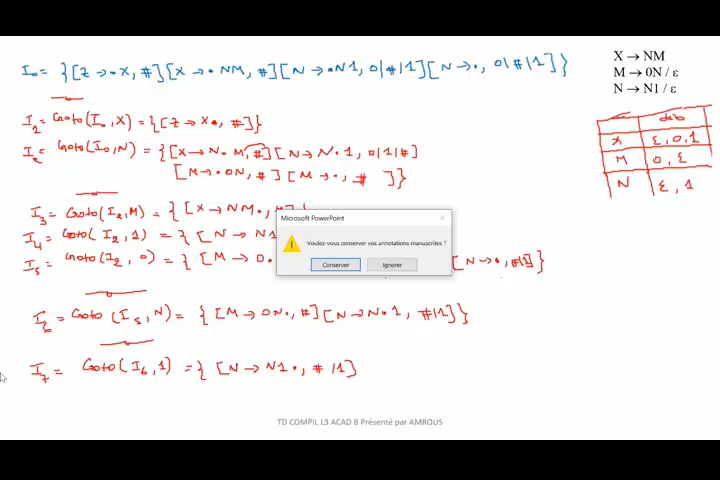 I₀ = {[Z → •X, #][X → •NM, #][N → •N1, 0|#|1][N → •, 0|#|1]}
X → NM
M → 0N / ε
N → N1 / ε
deb
X ε,0,1
M 0, ε
N ε, 1
I₁ = Goto(I₀, X) = {[Z → X•, #]}
I₂ = Goto(I₀, N) = {[X → N•M, #][N → N•1, 0|1|#]
[M → •0N, #][M → •, #]}
I₃ = Goto(I₂, M) = {[X → NM•, #]}
I₄ = Goto(I₂, 1) = {[N → N1
I₅ = Goto(I₂, 0) = {[M → 0• [N → •, #|1]}
Microsoft PowerPoint
Voulez-vous conserver vos annotations manuscrites ?
Conserver Ignorer
I₆ = Goto(I₅, N) = {[M → 0N•, #][N → N•1, #|1]}
I₇ = Goto(I₆, 1) = {[N → N1•, #|1]
TD COMPIL L3 ACAD B Présenté par AMROUS